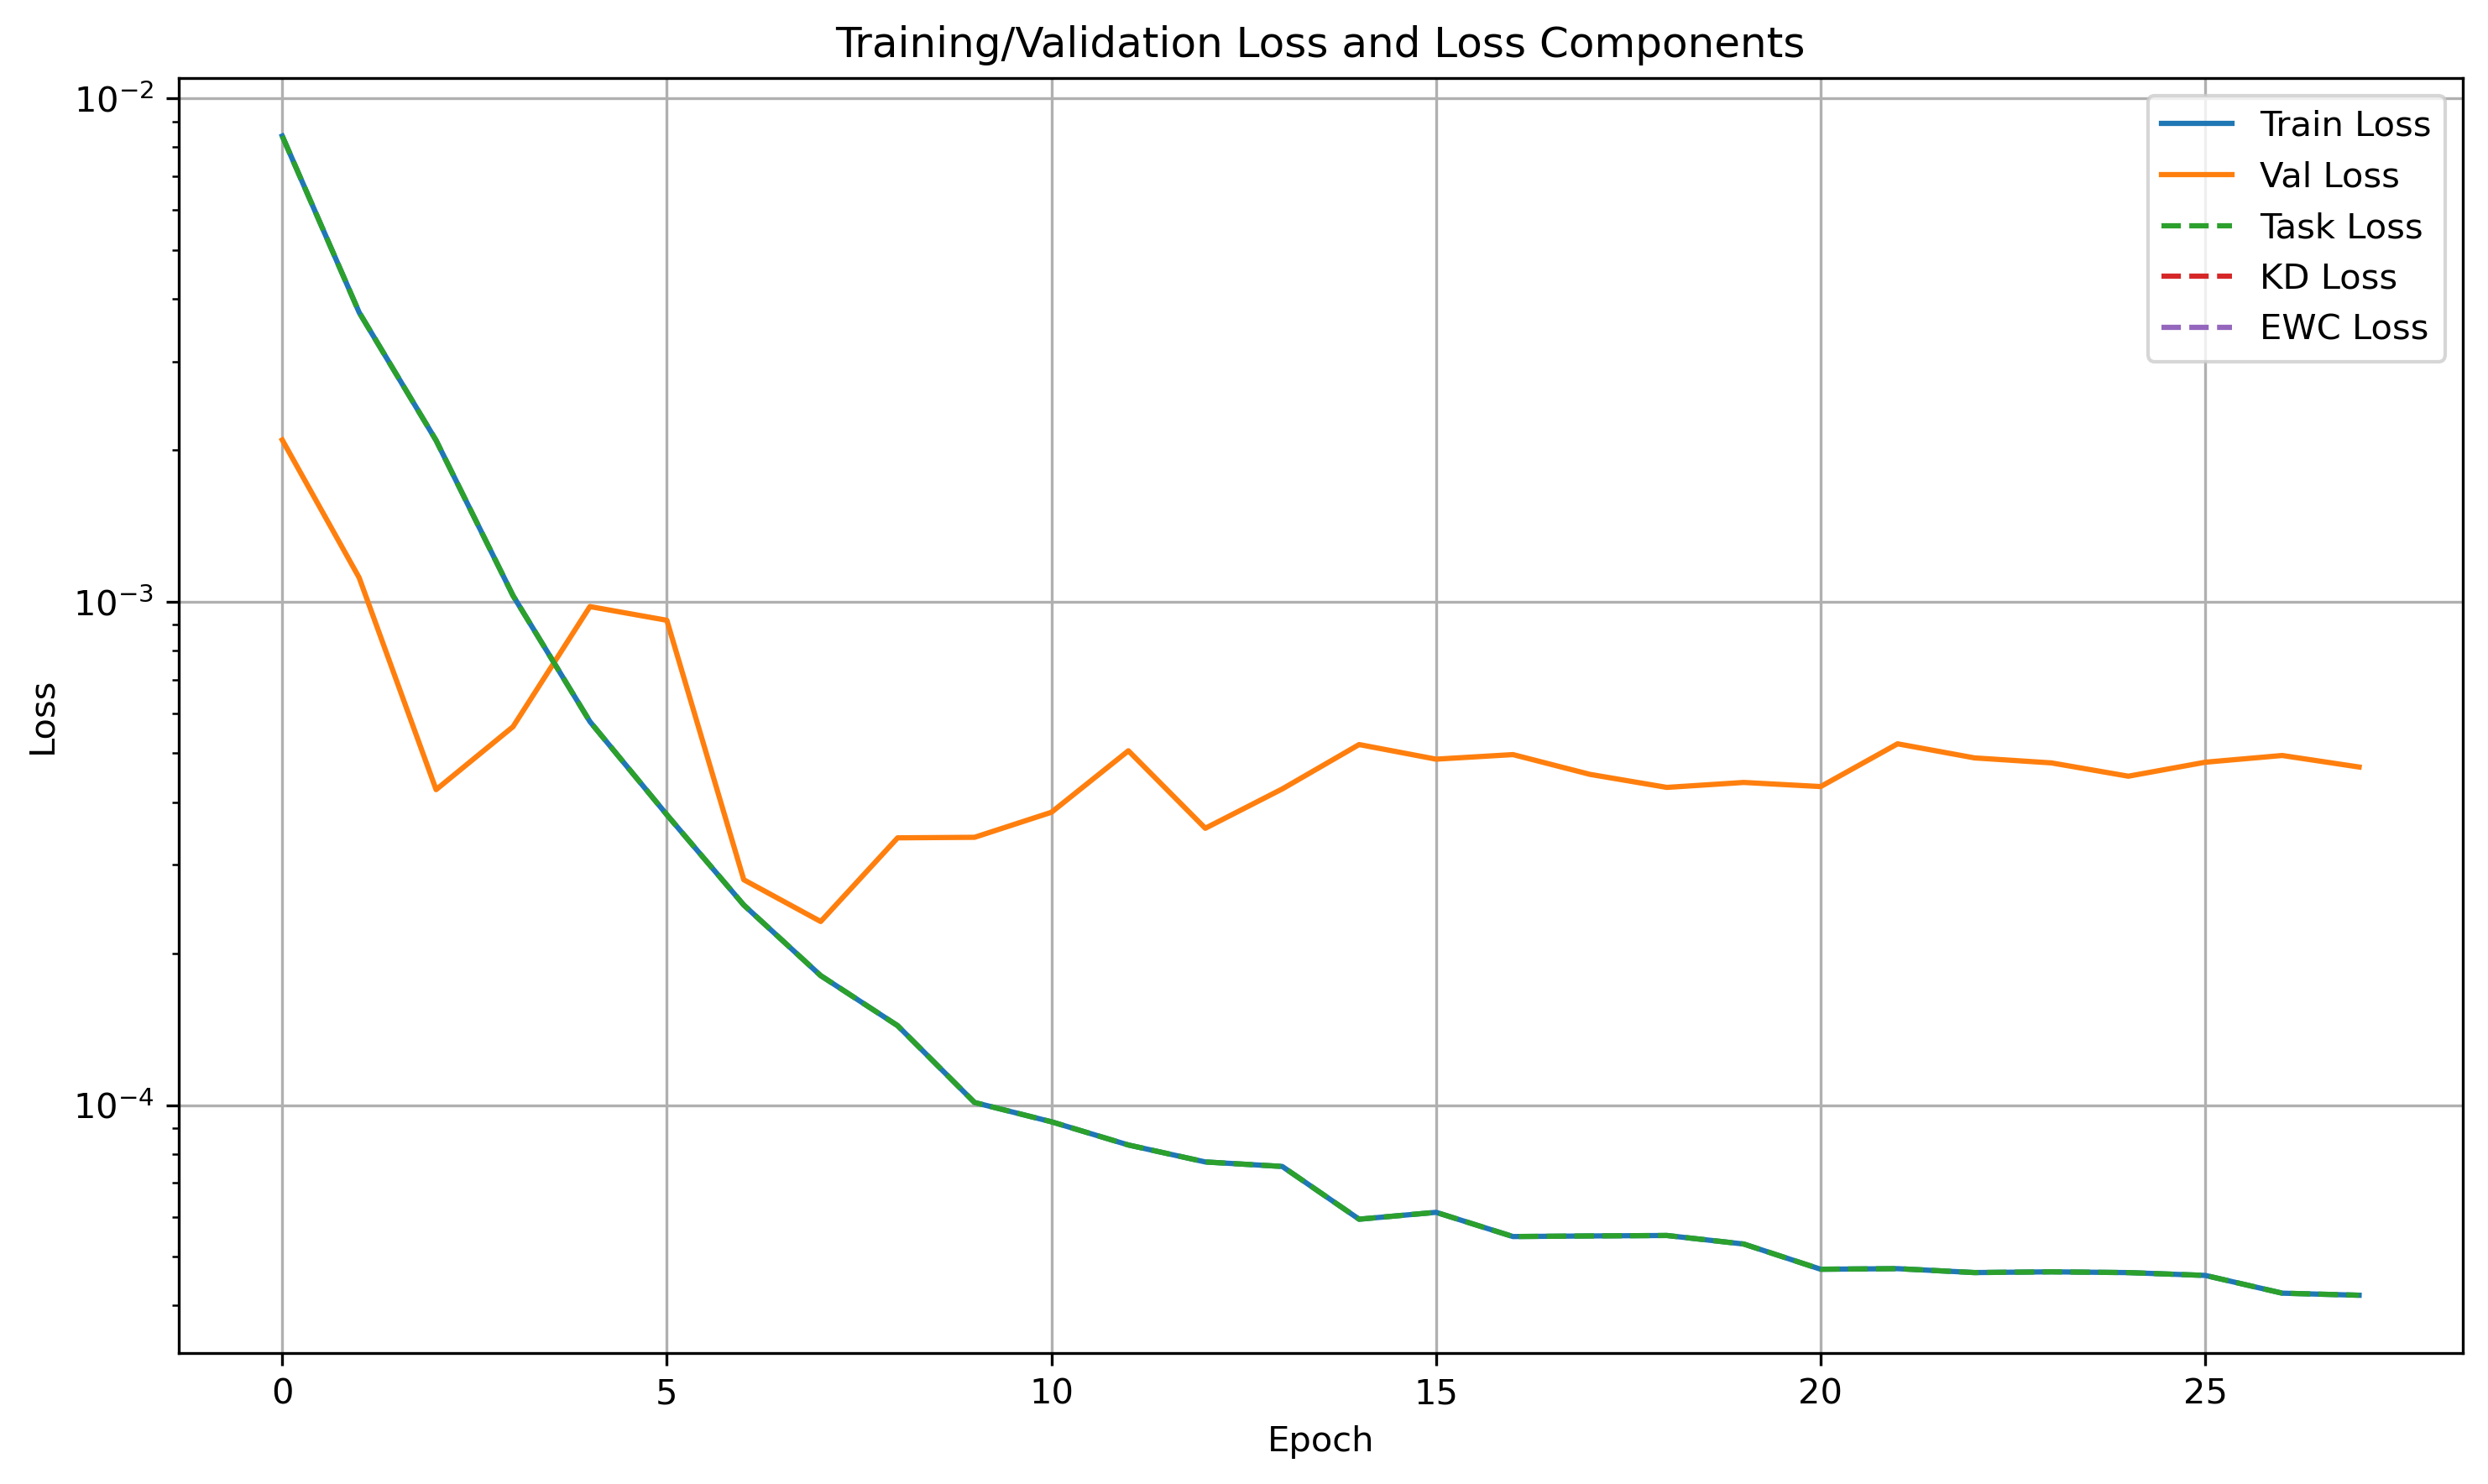 Training/Validation Loss and Loss Components
10⁻²
10⁻³
10⁻⁴
Loss
Train Loss
Val Loss
Task Loss
KD Loss
EWC Loss
0 5 10 15 20 25
Epoch